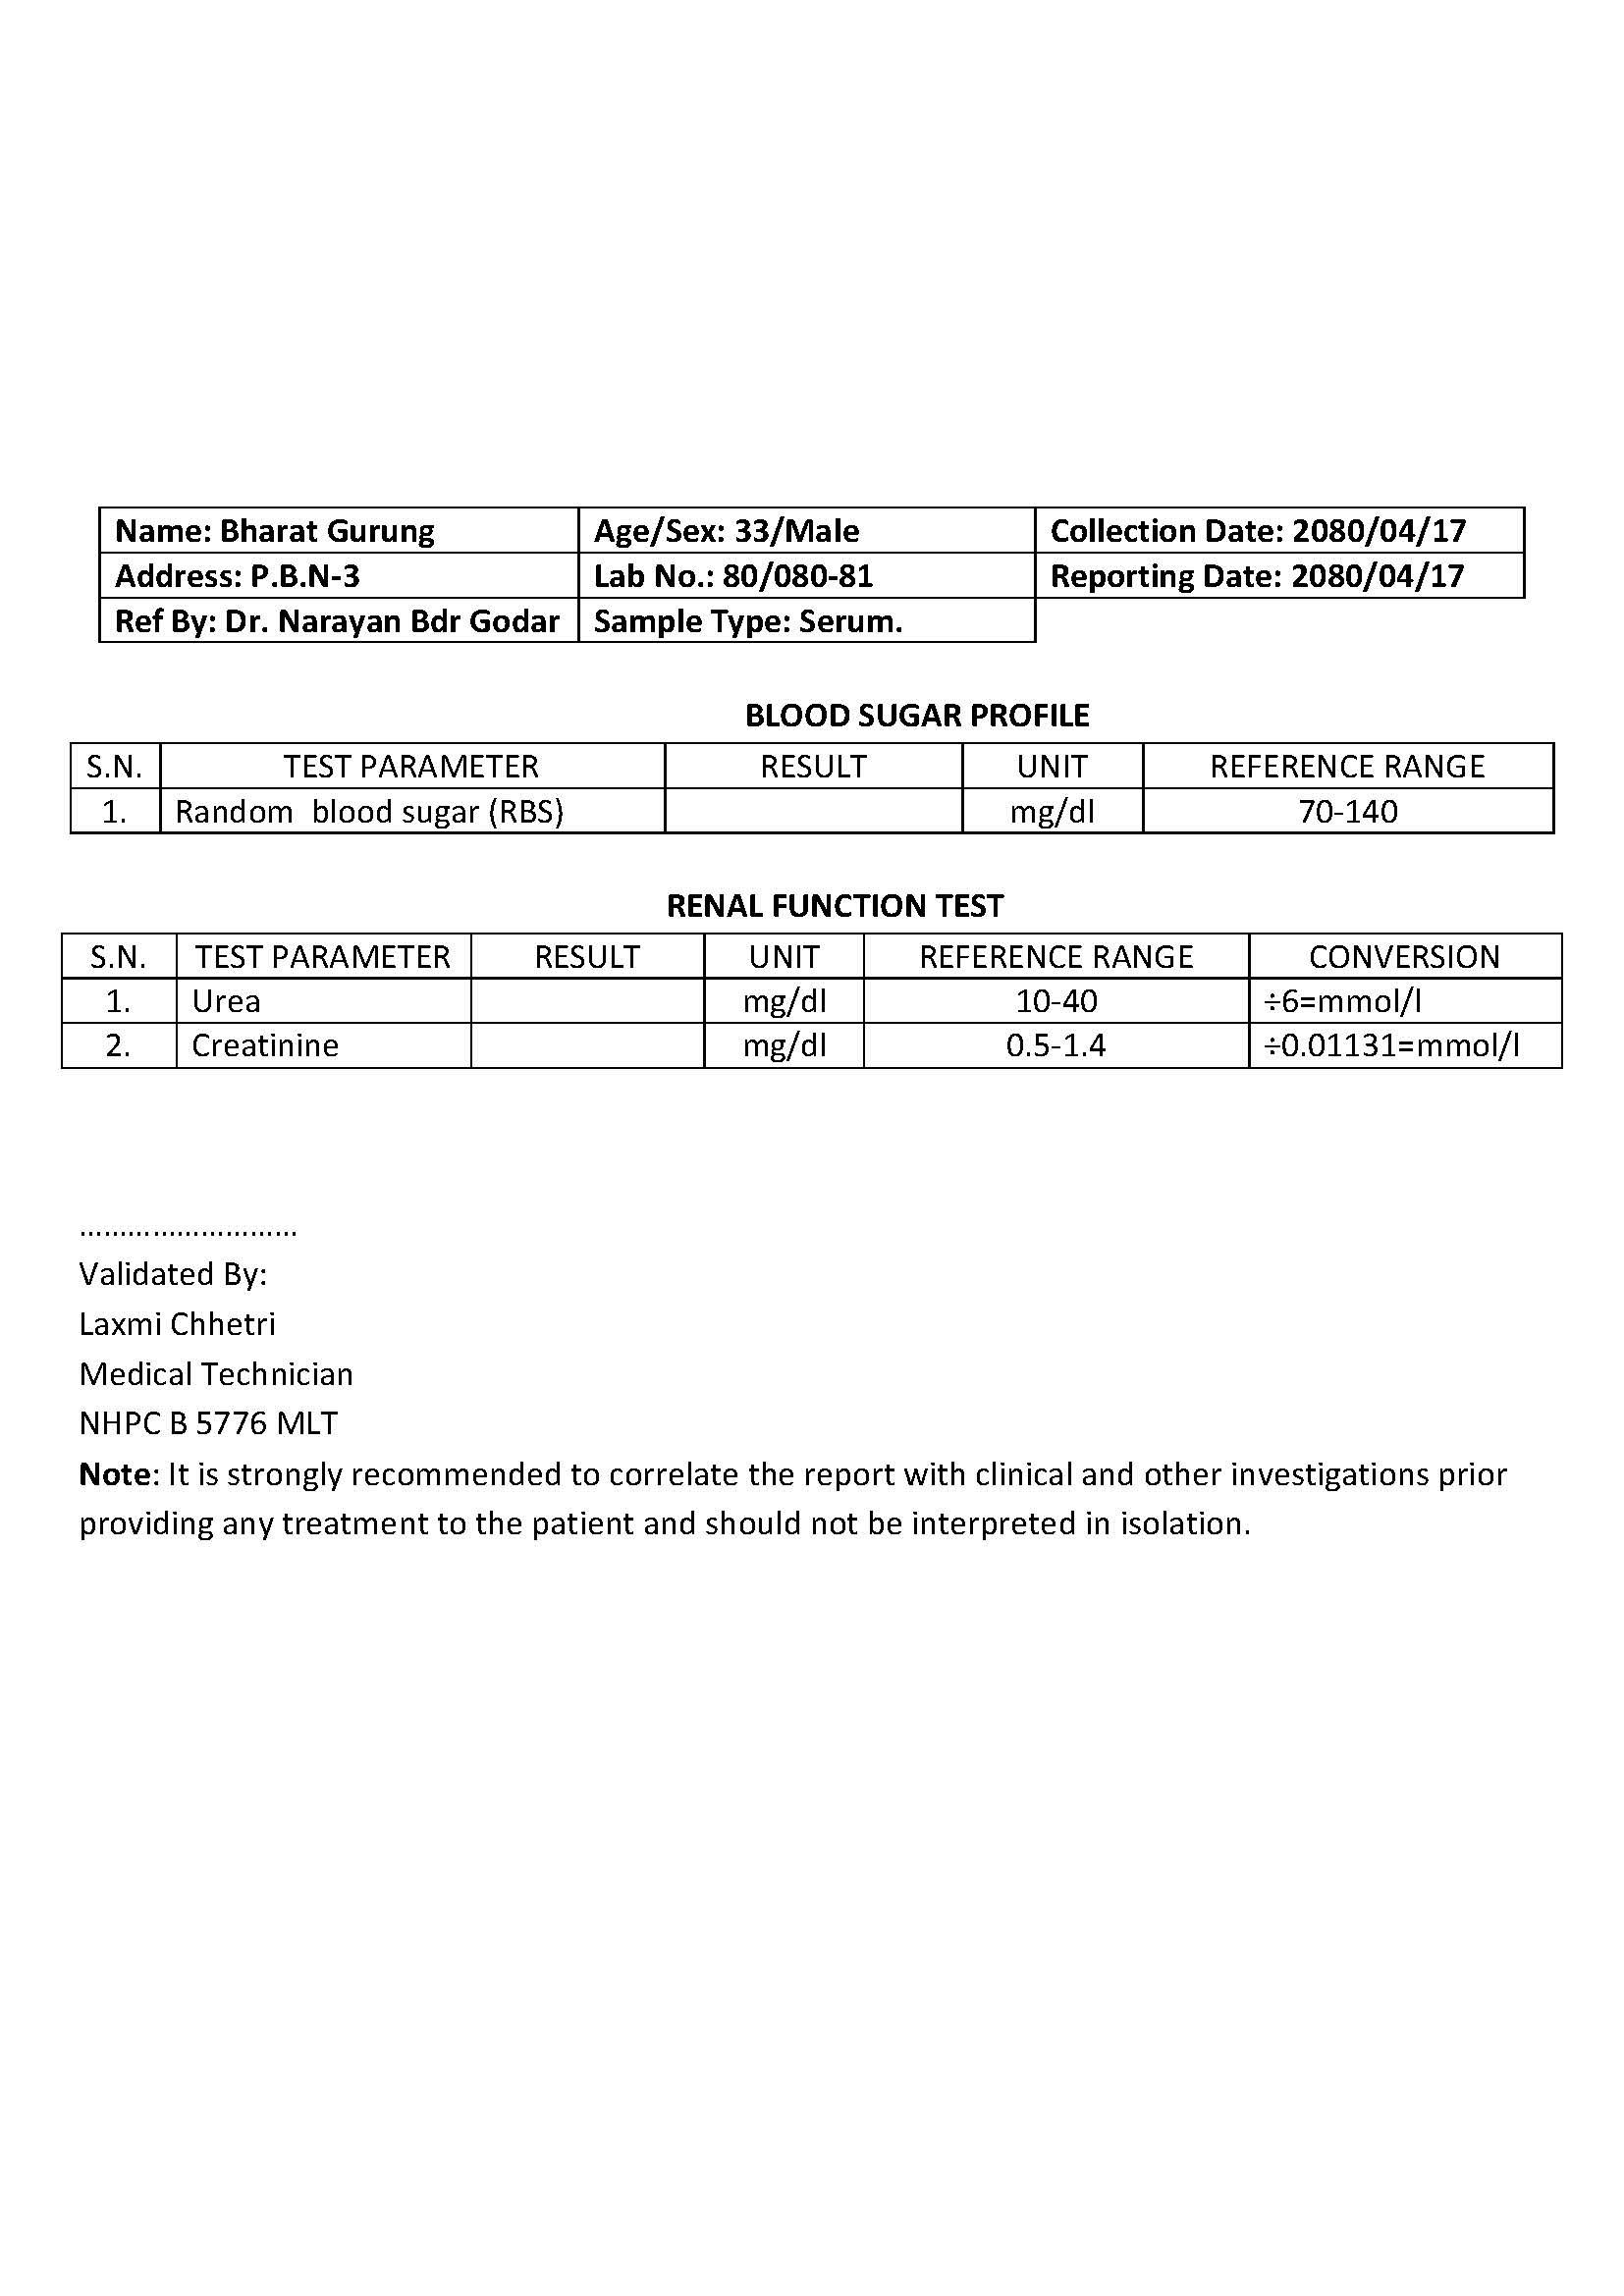 Name: Bharat Gurung Age/Sex: 33/Male Collection Date: 2080/04/17
Address: P.B.N-3 Lab No.: 80/080-81 Reporting Date: 2080/04/17
Ref By: Dr. Narayan Bdr Godar Sample Type: Serum.
BLOOD SUGAR PROFILE
S.N. TEST PARAMETER RESULT UNIT REFERENCE RANGE
1. Random blood sugar (RBS) mg/dl 70-140
RENAL FUNCTION TEST
S.N. TEST PARAMETER RESULT UNIT REFERENCE RANGE CONVERSION
1. Urea mg/dl 10-40 ÷6=mmol/l
2. Creatinine mg/dl 0.5-1.4 ÷0.01131=mmol/l
...........................
Validated By:
Laxmi Chhetri
Medical Technician
NHPC B 5776 MLT
Note: It is strongly recommended to correlate the report with clinical and other investigations prior
providing any treatment to the patient and should not be interpreted in isolation.